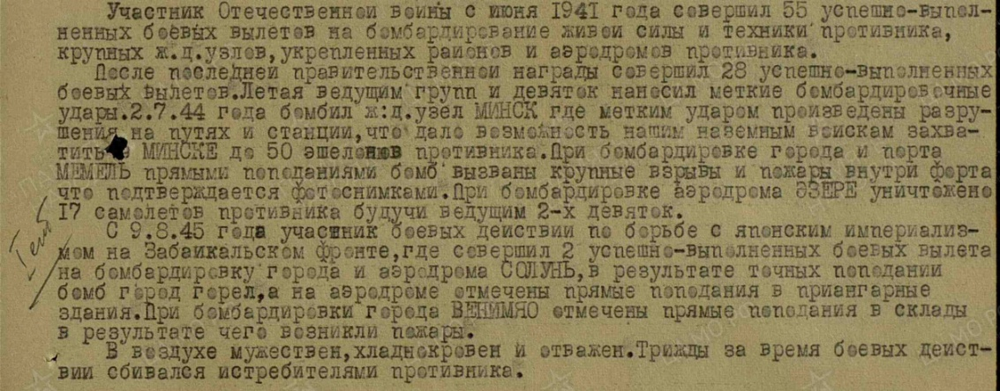 Участник Отечественной войны с июня 1941 года совершил 55 успешно-выпол-
ненных боевых вылетов на бомбардирование живой силы и техники противника,
крупных ж.д.узлов,укрепленных районов и аэродромов противника.
После последней правительственной награды совершил 28 успешно-выполненных
боевых вылетов.Летая ведущим групп и девяток наносил меткие бомбардировочные
удары.2.7.44 года бомбил ж:д.узел МИНСК где метким ударом произведены разру-
шения на путях и станции,что дало возможность нашим наземным войскам захва-
тить МИНСКЕ до 50 эшелонов противника.При бомбардировке города и порта
МЕМЕЛЬ прямыми поподаниями бомб вызваны крупные взрывы и пожары внутри форта
что подтверждается фотоснимками.При бомбардировке аэродрома ЭЗЕРЕ уничтожено
17 самолетов противника будучи ведущим 2-х девяток.
С 9.8.45 года участник боевых действии по борьбе с японским империализ-
мом на Забайкальском фронте,где совершил 2 успешно-выполненных боевых вылета
на бомбардировку города и аэродрома СОЛУНЬ,в результате точных поподании
бомб город горел,а на аэродроме отмечены прямые поподания в приангарные
здания.При бомбардировки города ВЕНИМЯО отмечены прямые поподания в склады
в результате чего возникли пожары.
В воздухе мужествен,хладнокровен и отважен.Трижды за время боевых дейст-
вии сбивался истребителями противника.